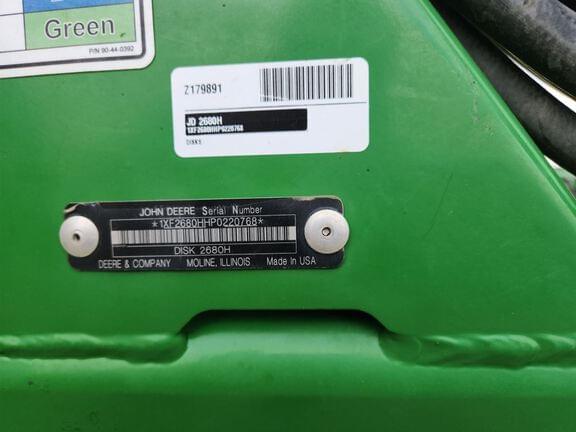 Green
P/N 90-44-0392
Z179891
JD 2680H
1XF2680HHP0220768
DISKS
JOHN DEERE Serial Number
*1XF2680HHP0220768*
DISK 2680H
DEERE & COMPANY MOLINE, ILLINOIS Made In USA